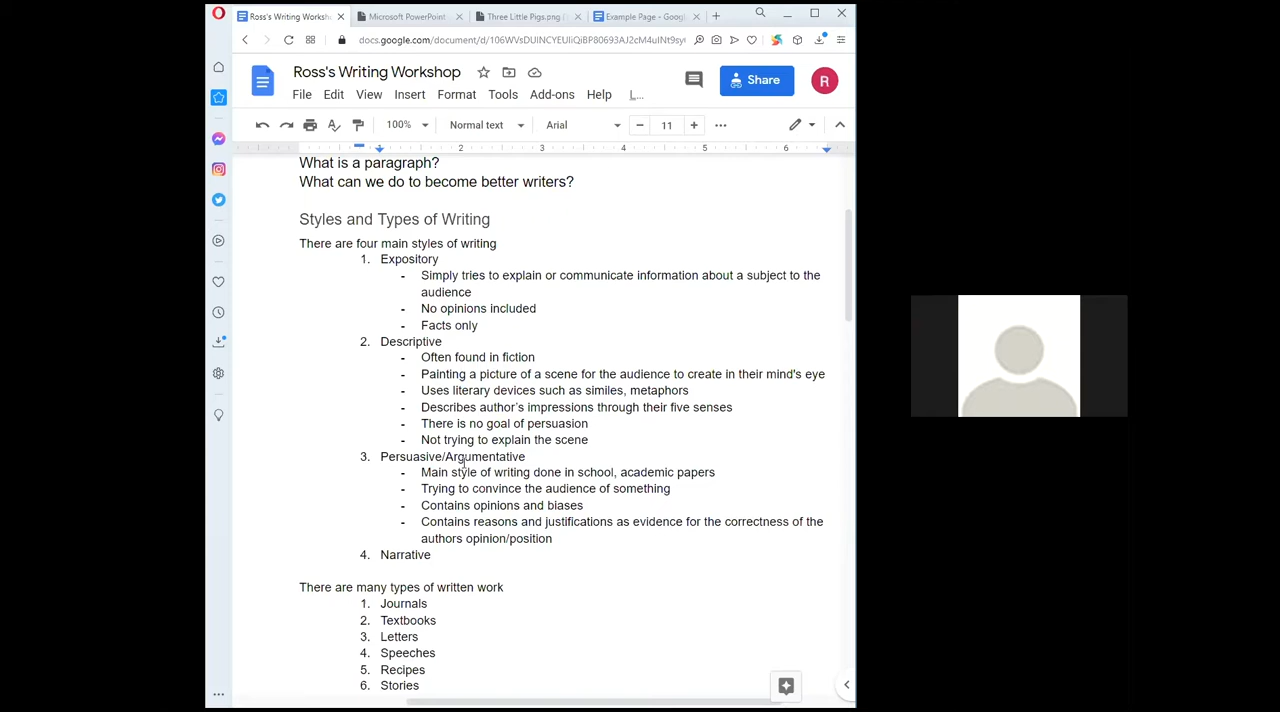 Ross's Writing Worksh
Microsoft PowerPoint
Three Little Pigs.png
Example Page - Goog
Ross's Writing Workshop
Share
R
File Edit View Insert Format Tools Add-ons Help L...
100% Normal text Arial 11
1 2 3 4 5 6
What is a paragraph?
What can we do to become better writers?
Styles and Types of Writing
There are four main styles of writing
1. Expository
- Simply tries to explain or communicate information about a subject to the
audience
- No opinions included
- Facts only
2. Descriptive
- Often found in fiction
- Painting a picture of a scene for the audience to create in their mind's eye
- Uses literary devices such as similes, metaphors
- Describes author's impressions through their five senses
- There is no goal of persuasion
- Not trying to explain the scene
3. Persuasive/Argumentative
- Main style of writing done in school, academic papers
- Trying to convince the audience of something
- Contains opinions and biases
- Contains reasons and justifications as evidence for the correctness of the
authors opinion/position
4. Narrative
There are many types of written work
1. Journals
2. Textbooks
3. Letters
4. Speeches
5. Recipes
6. Stories